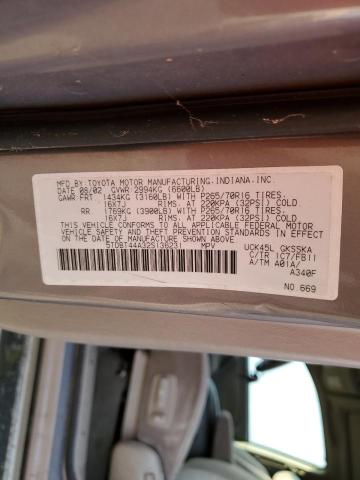 MFD. BY: TOYOTA MOTOR MANUFACTURING, INDIANA, INC.
DATE 08/02 GVWR 2994KG (6600LB)
GAWR FRT 1434KG (3160LB) WITH P265/70R16 TIRES.
16X7J RIMS. AT 220KPA (32PSI) COLD
RR 1769KG (3900LB) WITH P265/70R16 TIRES.
16X7J RIMS. AT 220KPA (32PSI) COLD
THIS VEHICLE CONFORMS TO ALL APPLICABLE
FEDERAL MOTOR VEHICLE SAFETY AND
THEFT PREVENTION STANDARDS IN EFFECT
ON THE DATE OF MANUFACTURE SHOWN ABOVE.
5TDBT44A32S136231 MPV
UCK45L GKSSKA
C/TR 1C7/FB11
A/TM A01A/
A340F
NO.669